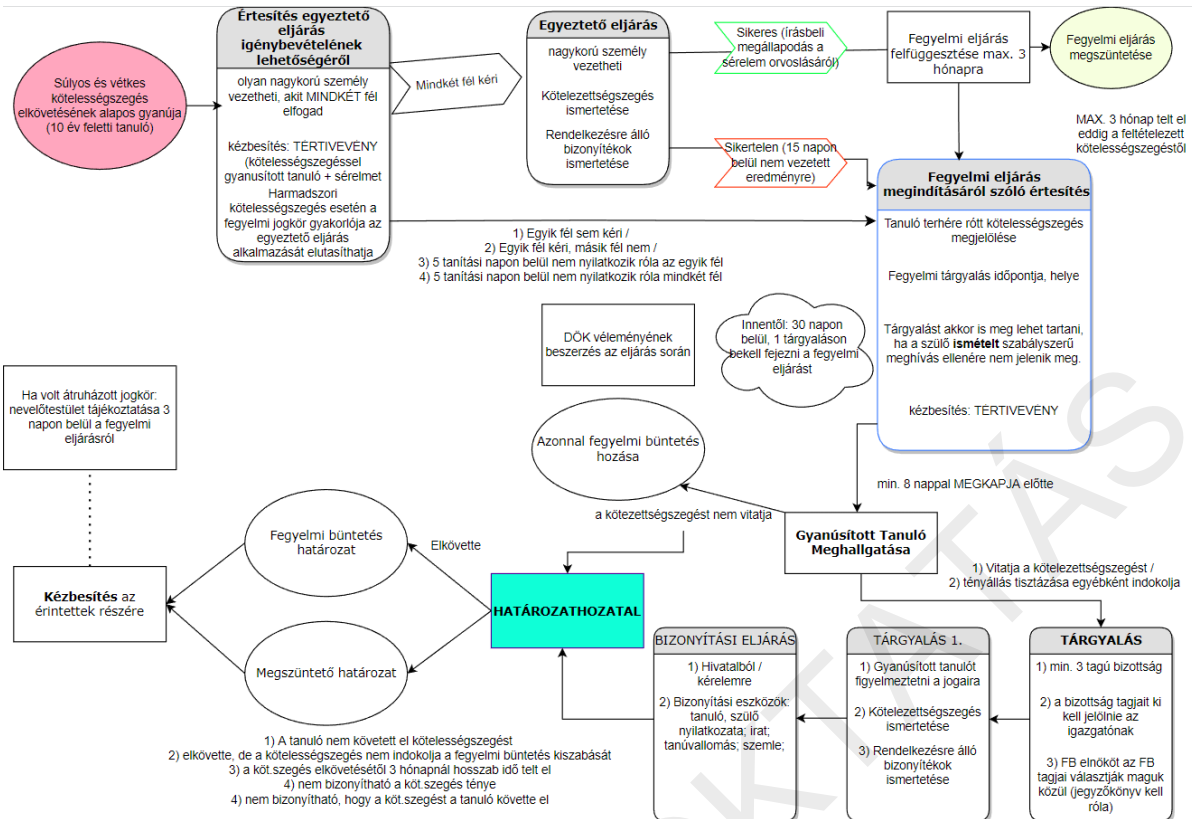 Súlyos és vétkes
kötelességszegés
elkövetésének alapos gyanúja
(10 év feletti tanuló)
Értesítés egyeztető
eljárás
igénybevételének
lehetőségéről
olyan nagykorú személy
vezetheti, akit MINDKÉT fél
elfogad
kézbesítés: TÉRTIVEVÉNY
(kötelességszegéssel
gyanusított tanuló + sérelmet
Harmadszori
kötelességszegés esetén a
fegyelmi jogkör gyakorlója az
egyeztető eljárás
alkalmazását elutasíthatja
Mindkét fél kéri
Egyeztető eljárás
nagykorú személy
vezetheti
Kötelezettségszegés
ismertetése
Rendelkezésre álló
bizonyítékok
ismertetése
Sikeres (írásbeli
megállapodás a
sérelem orvoslásáról)
Fegyelmi eljárás
felfüggesztése max. 3
hónapra
Fegyelmi eljárás
megszüntetése
MAX. 3 hónap telt el
eddig a feltételezett
kötelességszegéstől
Sikertelen (15 napon
belül nem vezetett
eredményre)
1) Egyik fél sem kéri /
2) Egyik fél kéri, másik fél nem /
3) 5 tanítási napon belül nem nyilatkozik róla az egyik fél
4) 5 tanítási napon belül nem nyilatkozik róla mindkét fél
Fegyelmi eljárás
megindításáról szóló értesítés
Tanuló terhére rótt kötelességszegés
megjelölése
Fegyelmi tárgyalás időpontja, helye
Tárgyalást akkor is meg lehet tartani,
ha a szülő ismételt szabályszerű
meghívás ellenére nem jelenik meg.
kézbesítés: TÉRTIVEVÉNY
DÖK véleményének
beszerzés az eljárás során
Innentől: 30 napon
belül, 1 tárgyaláson
bekell fejezni a fegyelmi
eljárást
min. 8 nappal MEGKAPJA előtte
Gyanúsított Tanuló
Meghallgatása
a kötezettségszegést nem vitatja
Azonnal fegyelmi büntetés
hozása
1) Vitatja a kötelezettségszegést /
2) tényállás tisztázása egyébként indokolja
TÁRGYALÁS
1) min. 3 tagú bizottság
2) a bizottság tagjait ki
kell jelölnie az
igazgatónak
3) FB elnököt az FB
tagjai választják maguk
közül (jegyzőkönyv kell
róla)
TÁRGYALÁS 1.
1) Gyanúsított tanulót
figyelmeztetni a jogaira
2) Kötelezettségszegés
ismertetése
3) Rendelkezésre álló
bizonyítékok
ismertetése
BIZONYÍTÁSI ELJÁRÁS
1) Hivatalból /
kérelemre
2) Bizonyítási eszközök:
tanuló, szülő
nyilatkozata; irat;
tanúvallomás; szemle;
HATÁROZATHOZATAL
Elkövette
Fegyelmi büntetés
határozat
Megszüntető határozat
1) A tanuló nem követett el kötelességszegést
2) elkövette, de a kötelességszegés nem indokolja a fegyelmi büntetés kiszabását
3) a köt.szegés elkövetésétől 3 hónapnál hosszab idő telt el
4) nem bizonyítható a köt.szegés ténye
4) nem bizonyítható, hogy a köt.szegést a tanuló követte el
Kézbesítés az
érintettek részére
Ha volt átruházott jogkör:
nevelőtestület tájékoztatása 3
napon belül a fegyelmi
eljárásról
OKTATÁS